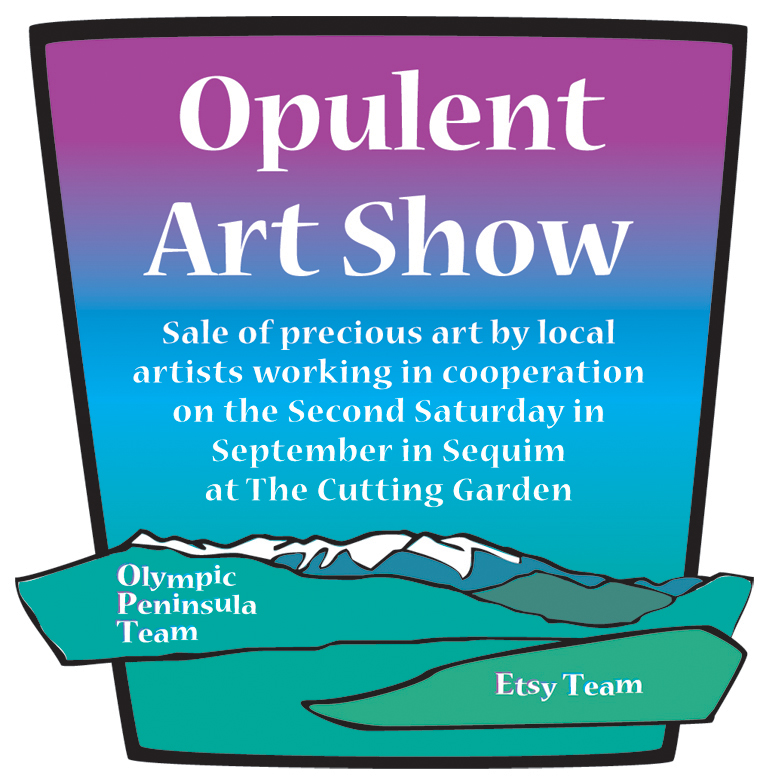 Opulent
Art Show
Sale of precious art by local
artists working in cooperation
on the Second Saturday in
September in Sequim
at The Cutting Garden
Olympic
Peninsula
Team
Etsy Team